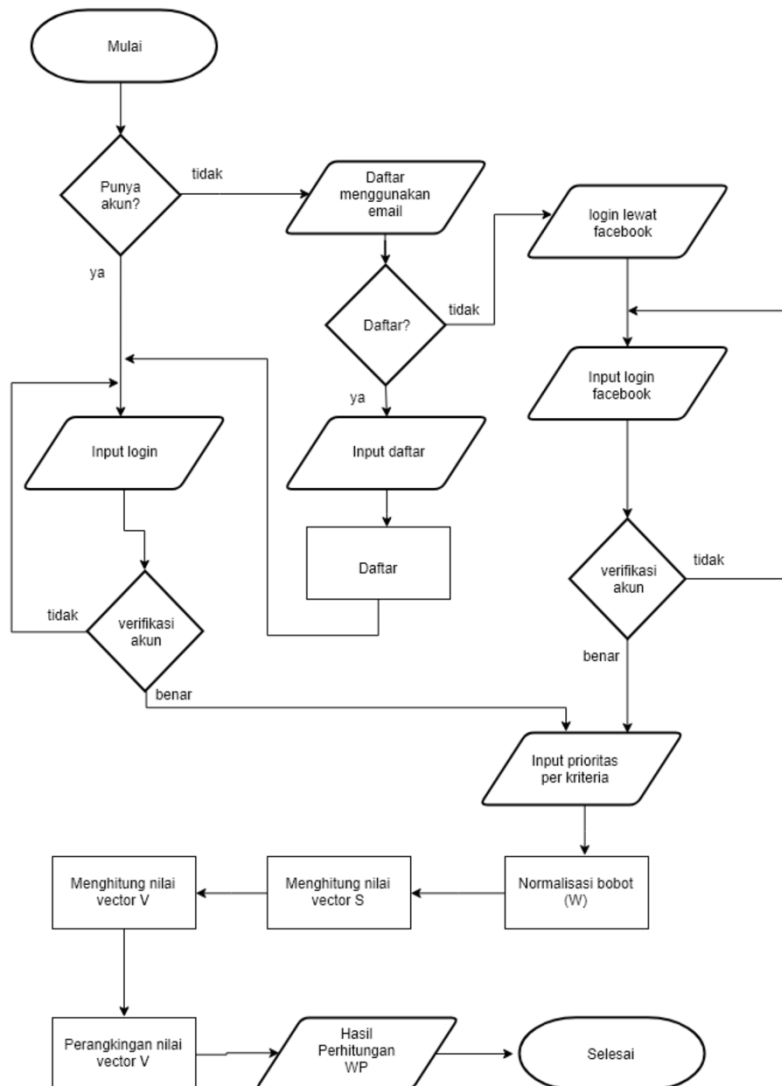 Mulai
Punya
akun?
tidak
ya
Daftar
menggunakan
email
Daftar?
tidak
ya
login lewat
facebook
Input login
facebook
Input login
Input daftar
Daftar
verifikasi
akun
tidak
benar
verifikasi
akun
tidak
benar
Input prioritas
per kriteria
Normalisasi bobot
(W)
Menghitung nilai
vector S
Menghitung nilai
vector V
Perangkingan nilai
vector V
Hasil
Perhitungan
WP
Selesai